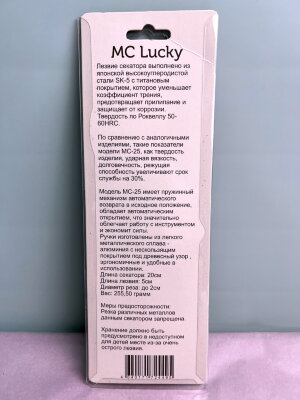 MC Lucky
Лезвие секатора выполнено из
японской высокоуглеродистой
стали SK-5 с титановым
покрытием, которое уменьшает
коэффициент трения,
предотвращает прилипание и
защищает от коррозии.
Твердость по Роквеллу 50-
60HRC.
По сравнению с аналогичными
изделиями, такие показатели
модели МС-25, как твердость
изделия, ударная вязкость,
долговечность, режущая
способность увеличивают срок
службы на 30%.
Модель МС-25 имеет пружинный
механизм автоматического
возврата в исходное положение,
обладает автоматическим
открытием, что значительно
облегчает работу с инструментом
и экономит силы.
Ручки изготовлены из легкого
металлического сплава -
алюминия с нескользящим
покрытием под древесный узор ,
эргономичные и удобные в
использовании.
Длина секатора: 20см
Длина лезвия: 5см
Диаметр реза: до 2см
Вес: 255,50 грамм
Меры предосторожности:
Резка различных металлов
данным секатором запрещена.
Хранение должно быть
предусмотрено в недоступном
для детей месте из-за очень
острого лезвия.